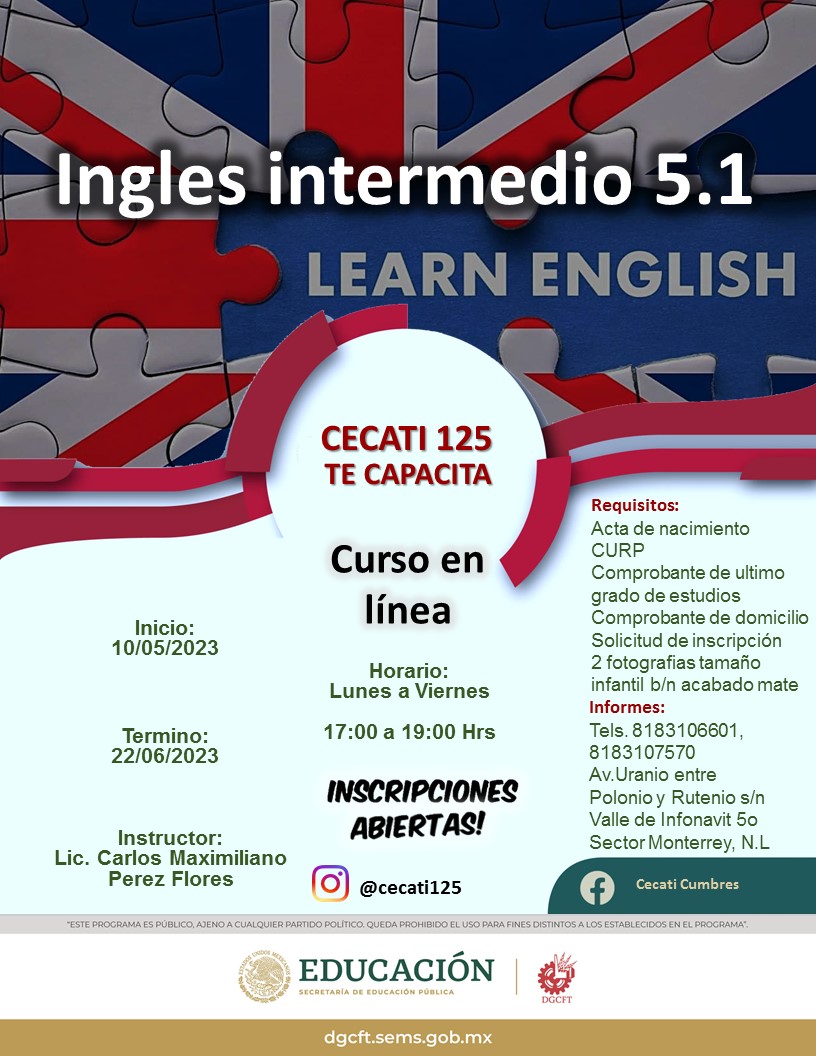 Ingles intermedio 5.1
LEARN ENGLISH
CECATI 125
TE CAPACITA
Curso en
línea
Inicio:
10/05/2023
Termino:
22/06/2023
Instructor:
Lic. Carlos Maximiliano
Perez Flores
Horario:
Lunes a Viernes
17:00 a 19:00 Hrs
INSCRIPCIONES
ABIERTAS!
@cecati125
Requisitos:
Acta de nacimiento
CURP
Comprobante de ultimo
grado de estudios
Comprobante de domicilio
Solicitud de inscripción
2 fotografias tamaño
infantil b/n acabado mate
Informes:
Tels. 8183106601,
8183107570
Av.Uranio entre
Polonio y Rutenio s/n
Valle de Infonavit 5o
Sector Monterrey, N.L
Cecati Cumbres
"ESTE PROGRAMA ES PÚBLICO, AJENO A CUALQUIER PARTIDO POLÍTICO. QUEDA PROHIBIDO EL USO PARA FINES DISTINTOS A LOS ESTABLECIDOS EN EL PROGRAMA".
EDUCACIÓN
SECRETARÍA DE EDUCACIÓN PÚBLICA
DGCFT
dgcft.sems.gob.mx